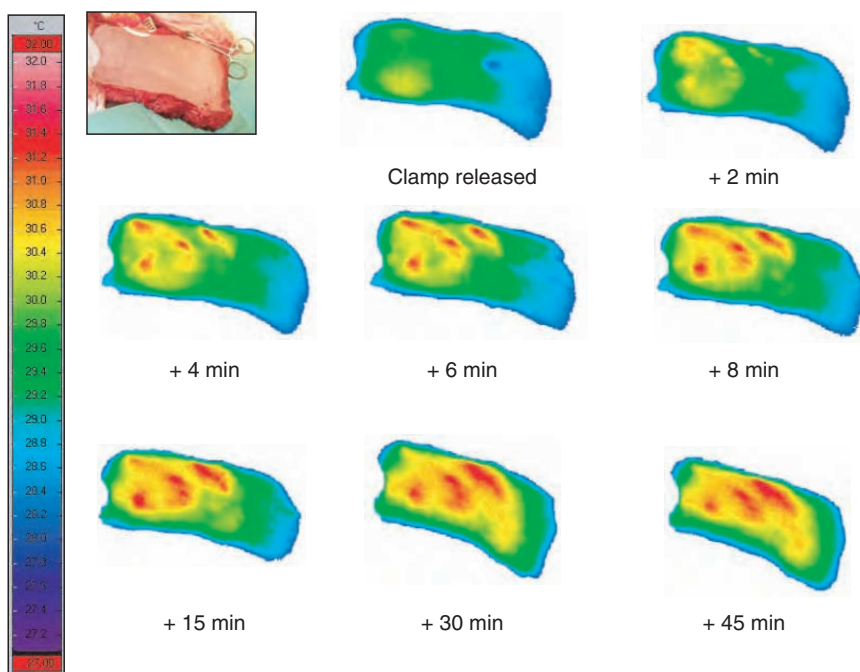 °C
32.00
32.0
31.8
31.6
31.4
31.2
31.0
30.8
30.6
30.4
30.2
30.0
29.8
29.6
29.4
29.2
29.0
28.8
28.6
28.4
28.2
28.0
27.2
27.00
Clamp released
+ 2 min
+ 4 min
+ 6 min
+ 8 min
+ 15 min
+ 30 min
+ 45 min